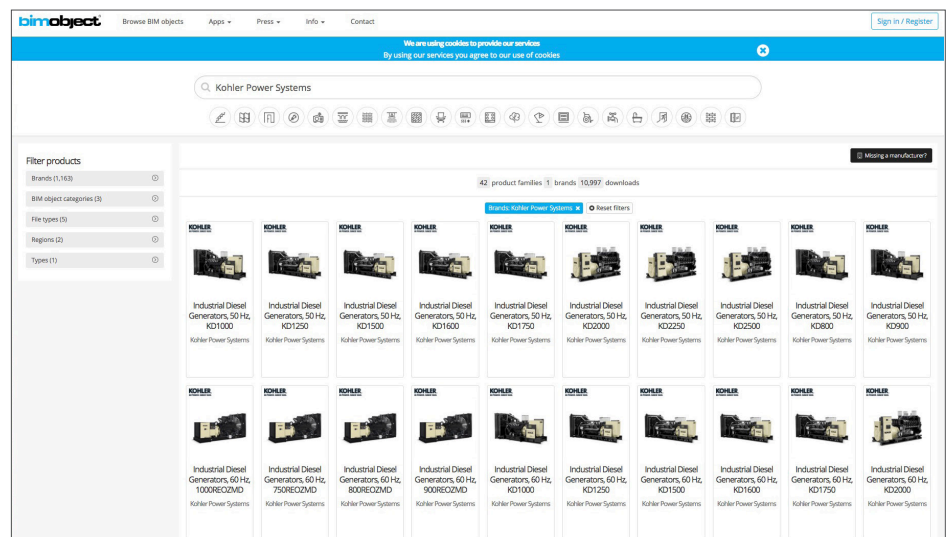 bimobject
Browse BIM objects
Apps
Press
Info
Contact
Sign in / Register
We are using cookies to provide our services
By using our services you agree to our use of cookies
Kohler Power Systems
Filter products
Brands (1,163)
BIM object categories (3)
File types (5)
Regions (2)
Types (1)
Missing a manufacturer?
42 product families 1 brands 10,997 downloads
Brands: Kohler Power Systems x Reset filters
KOHLER KOHLER KOHLER KOHLER KOHLER KOHLER KOHLER KOHLER KOHLER KOHLER
Industrial Diesel Industrial Diesel Industrial Diesel Industrial Diesel Industrial Diesel Industrial Diesel Industrial Diesel Industrial Diesel Industrial Diesel Industrial Diesel
Generators, 50 Hz, Generators, 50 Hz, Generators, 50 Hz, Generators, 50 Hz, Generators, 50 Hz, Generators, 50 Hz, Generators, 50 Hz, Generators, 50 Hz, Generators, 50 Hz, Generators, 50 Hz,
KD1000 KD1250 KD1500 KD1600 KD1750 KD2000 KD2250 KD2500 KD800 KD900
Kohler Power Systems Kohler Power Systems Kohler Power Systems Kohler Power Systems Kohler Power Systems Kohler Power Systems Kohler Power Systems Kohler Power Systems Kohler Power Systems Kohler Power Systems
KOHLER KOHLER KOHLER KOHLER KOHLER KOHLER KOHLER KOHLER KOHLER KOHLER
Industrial Diesel Industrial Diesel Industrial Diesel Industrial Diesel Industrial Diesel Industrial Diesel Industrial Diesel Industrial Diesel Industrial Diesel Industrial Diesel
Generators, 60 Hz, Generators, 60 Hz, Generators, 60 Hz, Generators, 60 Hz, Generators, 60 Hz, Generators, 60 Hz, Generators, 60 Hz, Generators, 60 Hz, Generators, 60 Hz, Generators, 60 Hz,
1000REOZMD 750REOZMD 800REOZMD 900REOZMD KD1000 KD1250 KD1500 KD1600 KD1750 KD2000
Kohler Power Systems Kohler Power Systems Kohler Power Systems Kohler Power Systems Kohler Power Systems Kohler Power Systems Kohler Power Systems Kohler Power Systems Kohler Power Systems Kohler Power Systems